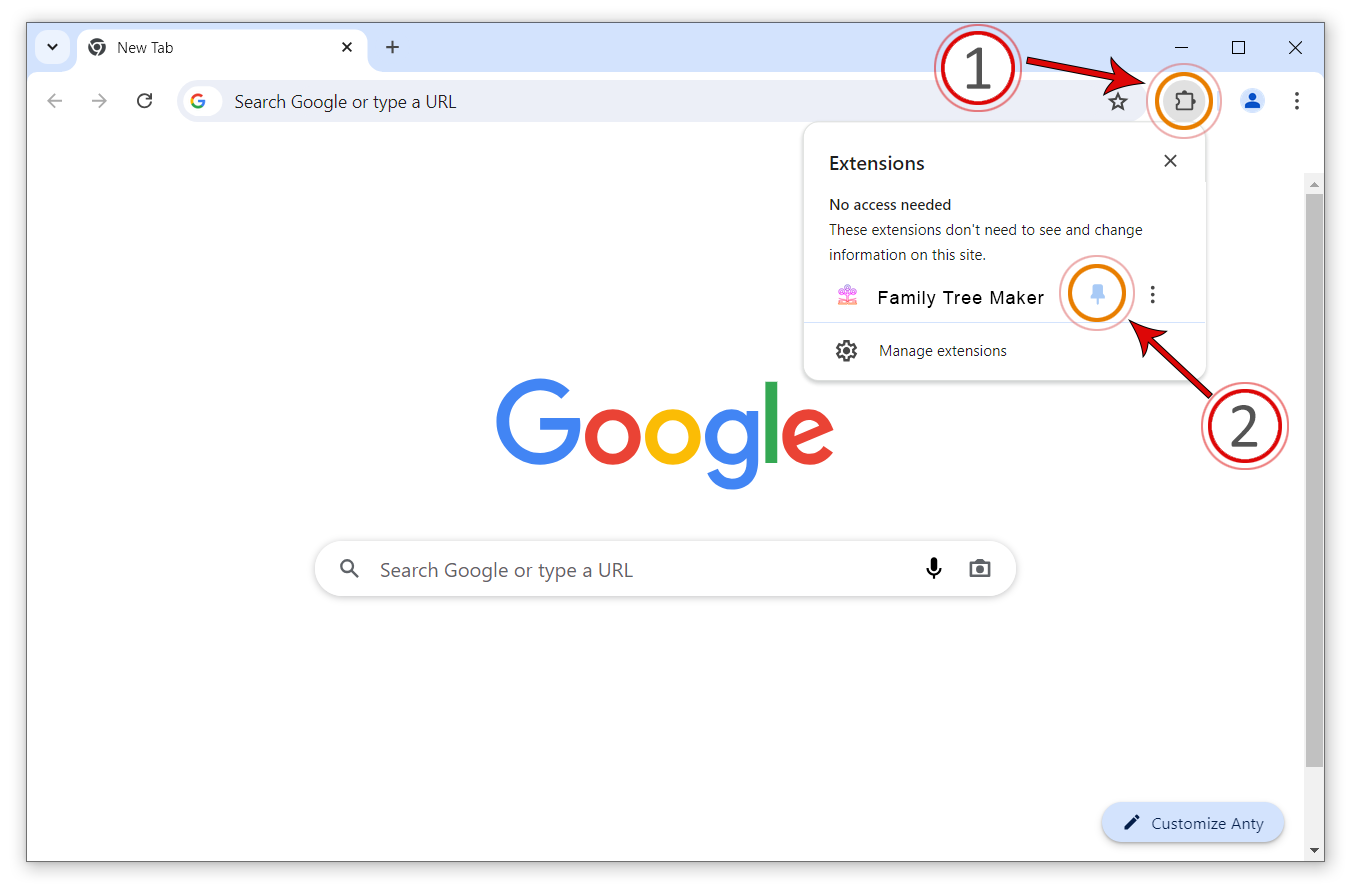 New Tab
1
Search Google or type a URL
Extensions
No access needed
These extensions don't need to see and change
information on this site.
Family Tree Maker
Manage extensions
2
Google
Search Google or type a URL
Customize Anty